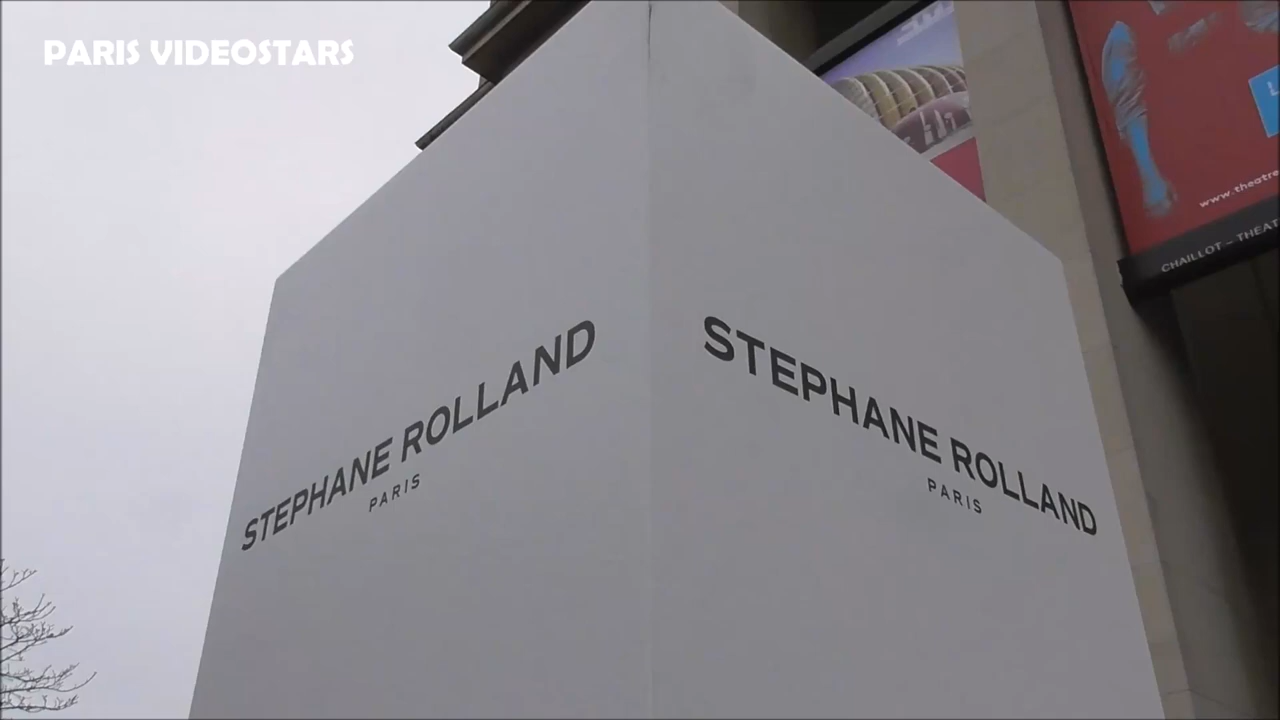 PARIS VIDEOSTARS
STEPHANE ROLLAND
PARIS
STEPHANE ROLLAND
PARIS
www.theatre
CHAILLOT - THEAT